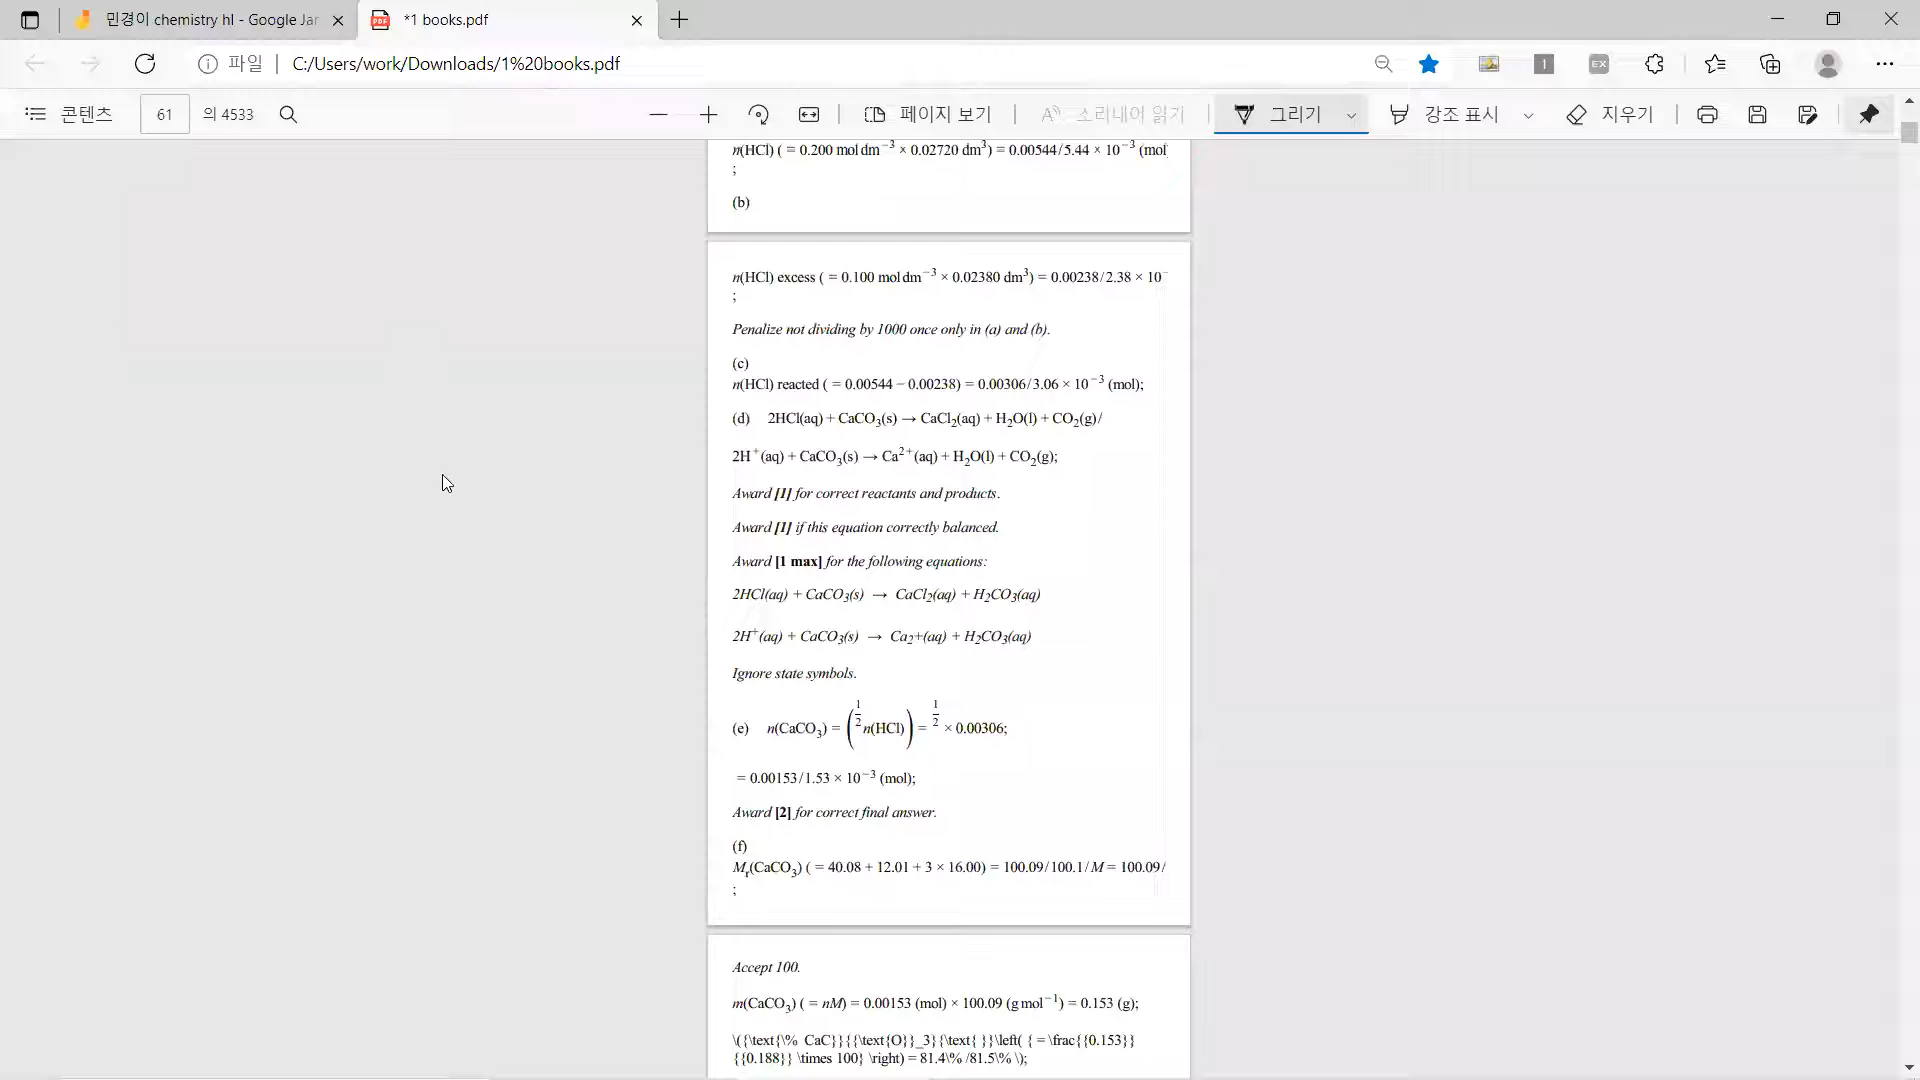 민경이 chemistry hl - Google Jar
*1 books.pdf
파일
C:/Users/work/Downloads/1%20books.pdf
1
EX
콘텐츠
61
의 4533
페이지 보기
소리내어 읽기
그리기
강조 표시
지우기
n(HCl) ( = 0.200 mol dm⁻³ × 0.02720 dm³) = 0.00544/5.44 × 10⁻³ (mol
;
(b)
n(HCl) excess ( = 0.100 mol dm⁻³ × 0.02380 dm³) = 0.00238/2.38 × 10⁻
;
Penalize not dividing by 1000 once only in (a) and (b).
(c)
n(HCl) reacted ( = 0.00544 − 0.00238) = 0.00306/3.06 × 10⁻³ (mol);
(d) 2HCl(aq) + CaCO₃(s) → CaCl₂(aq) + H₂O(l) + CO₂(g)/
2H⁺(aq) + CaCO₃(s) → Ca²⁺(aq) + H₂O(l) + CO₂(g);
Award [1] for correct reactants and products.
Award [1] if this equation correctly balanced.
Award [1 max] for the following equations:
2HCl(aq) + CaCO₃(s) → CaCl₂(aq) + H₂CO₃(aq)
2H⁺(aq) + CaCO₃(s) → Ca₂+(aq) + H₂CO₃(aq)
Ignore state symbols.
(e) n(CaCO₃) = (1/2 n(HCl)) = 1/2 × 0.00306;
= 0.00153/1.53 × 10⁻³ (mol);
Award [2] for correct final answer.
(f)
Mᵣ(CaCO₃) ( = 40.08 + 12.01 + 3 × 16.00) = 100.09/100.1/M = 100.09/
;
Accept 100.
m(CaCO₃) ( = nM) = 0.00153 (mol) × 100.09 (g mol⁻¹) = 0.153 (g);
\({\text{\% CaC}}{{\text{O}}_3}{\text{ }}\left( { = \frac{{0.153}}
{{0.188}} \times 100} \right) = 81.4\% /81.5\% \);